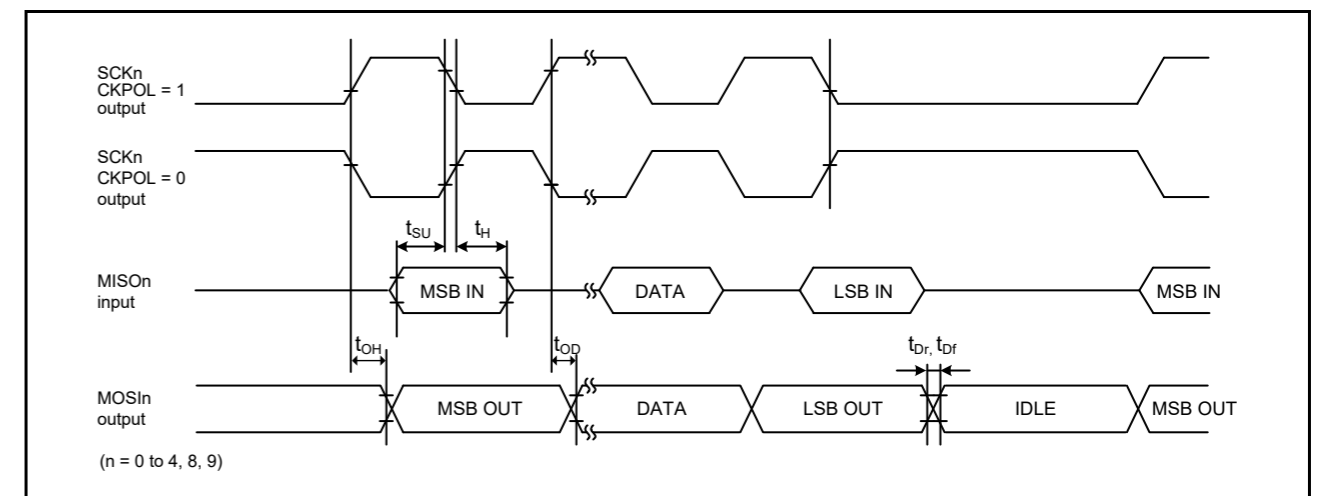 SCKn
CKPOL = 1
output
SCKn
CKPOL = 0
output
tSU
tH
MISOn
input
MSB IN
DATA
LSB IN
MSB IN
tOH
tOD
tDr, tDf
MOSIn
output
MSB OUT
DATA
LSB OUT
IDLE
MSB OUT
(n = 0 to 4, 8, 9)